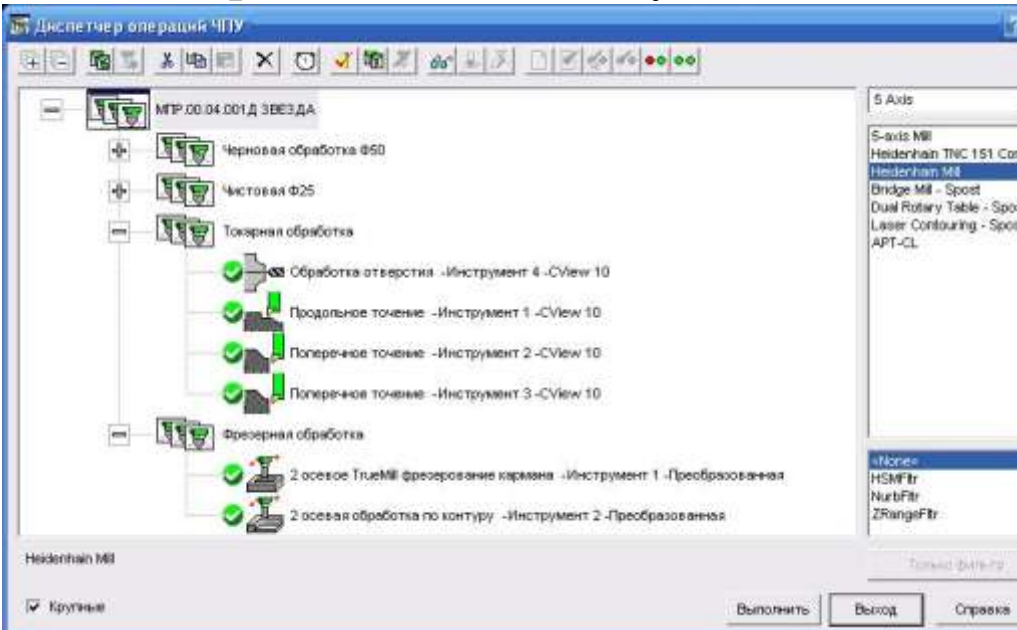 Диспетчер операций ЧПУ
МПР.00.04.001Д ЗВЕЗДА
Черновая обработка Ф50
Чистовая Ф25
Токарная обработка
Обработка отверстия -Инструмент 4 -CView 10
Продольное точение -Инструмент 1 -CView 10
Поперечное точение -Инструмент 2 -CView 10
Поперечное точение -Инструмент 3 -CView 10
Фрезерная обработка
2 осевое TrueMill фрезерование кармана -Инструмент 1 -Преобразованная
2 осевая обработка по контуру -Инструмент 2 -Преобразованная
5 Axis
5-axis Mill
Heidenhain TNC 151 Con
Heidenhain Mill
Bridge Mill - Spost
Dual Rotary Table - Spo
Laser Contouring - Spos
APT-CL
<None>
HSMFltr
NurbFltr
ZRangeFltr
Только фильтр
Heidenhain Mill
Крупные
Выполнить
Выход
Справка